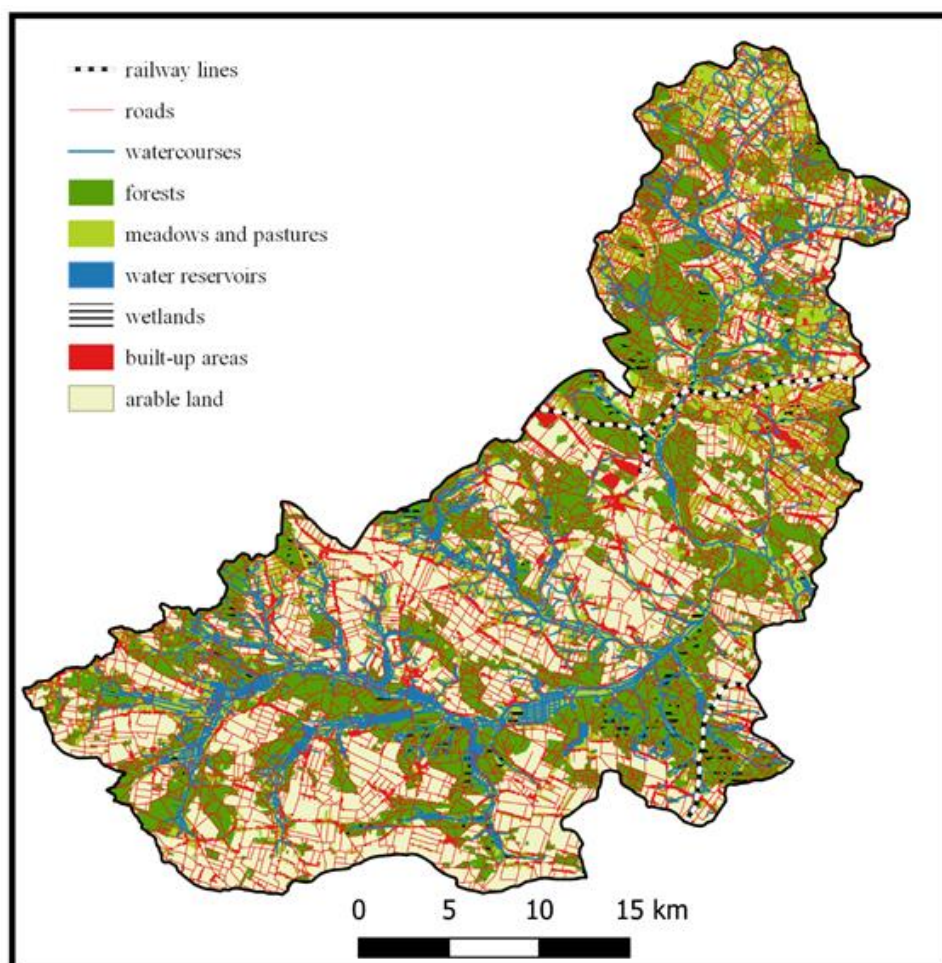 railway lines
roads
watercourses
forests
meadows and pastures
water reservoirs
wetlands
built-up areas
arable land
0 5 10 15 km